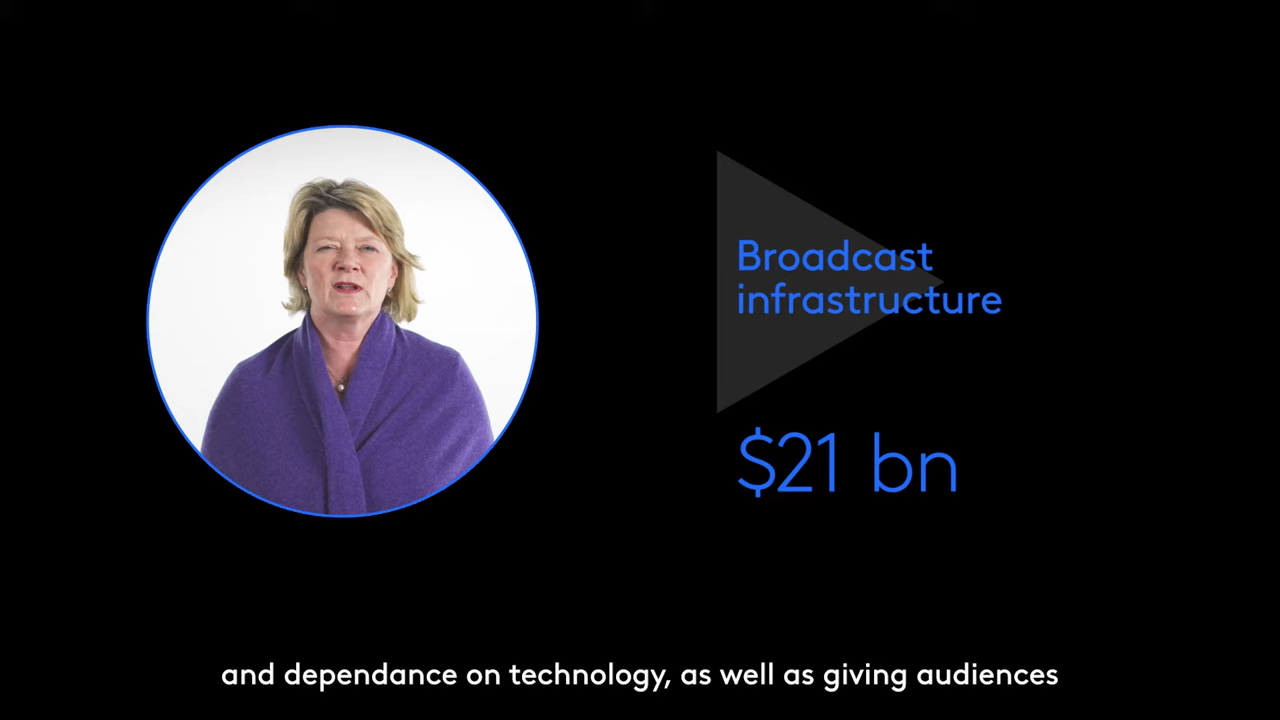 Broadcast
infrastructure
$21 bn
and dependance on technology, as well as giving audiences